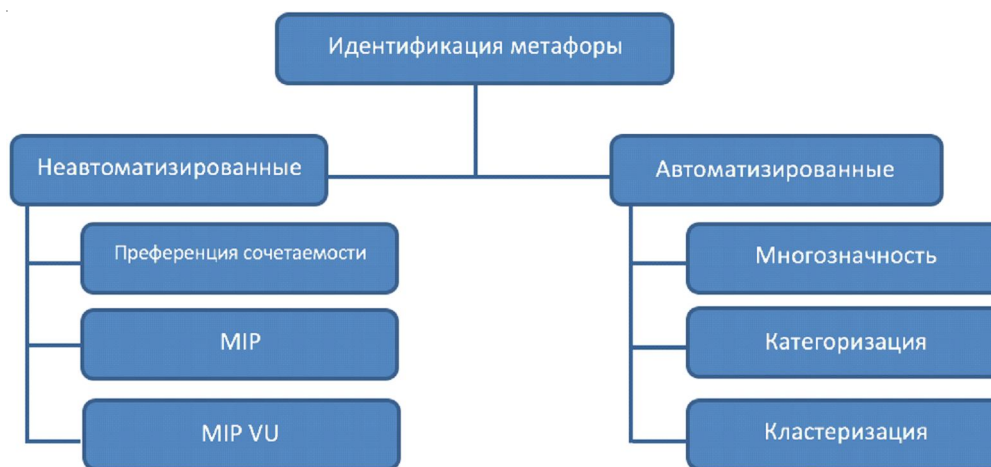 Идентификация метафоры
Неавтоматизированные
Преференция сочетаемости
MIP
MIP VU
Автоматизированные
Многозначность
Категоризация
Кластеризация